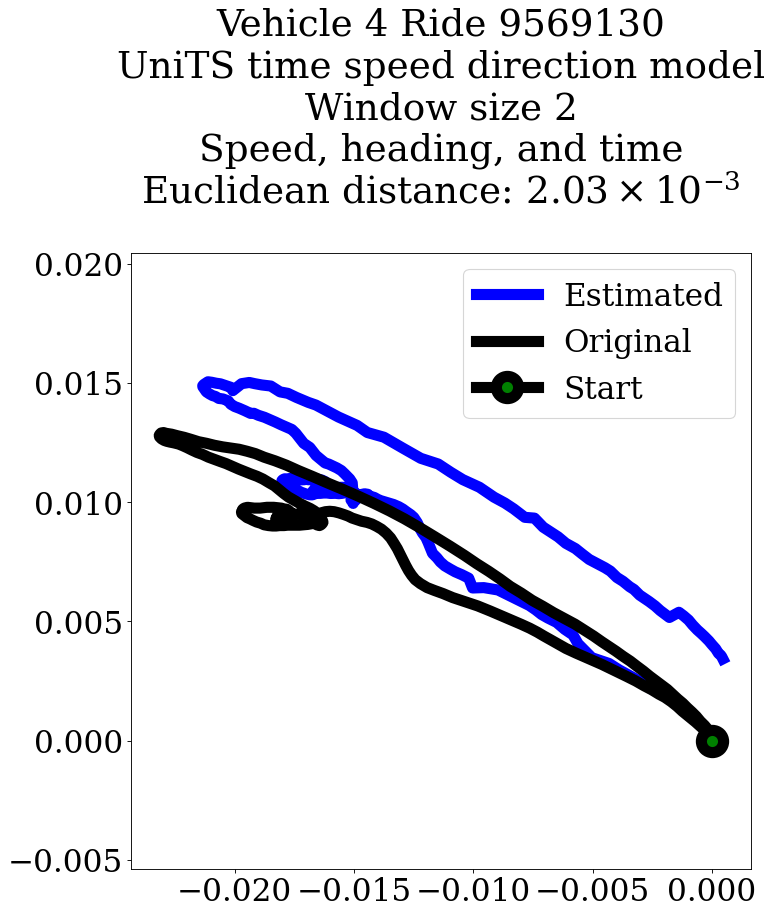 Vehicle 4 Ride 9569130
UniTS time speed direction model
Window size 2
Speed, heading, and time
Euclidean distance: 2.03 × 10⁻³
0.020
0.015
0.010
0.005
0.000
−0.005
Estimated
Original
Start
−0.020 −0.015 −0.010 −0.005 0.000